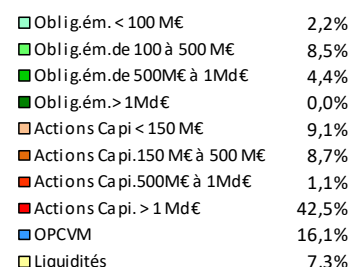 Oblig.ém. < 100 M€ 2,2%
Oblig.ém.de 100 à 500 M€ 8,5%
Oblig.ém.de 500M€ à 1Md€ 4,4%
Oblig.ém.> 1Md€ 0,0%
Actions Capi < 150 M€ 9,1%
Actions Capi.150 M€ à 500 M€ 8,7%
Actions Capi.500M€ à 1Md€ 1,1%
Actions Capi. > 1 Md€ 42,5%
OPCVM 16,1%
Liquidités 7,3%